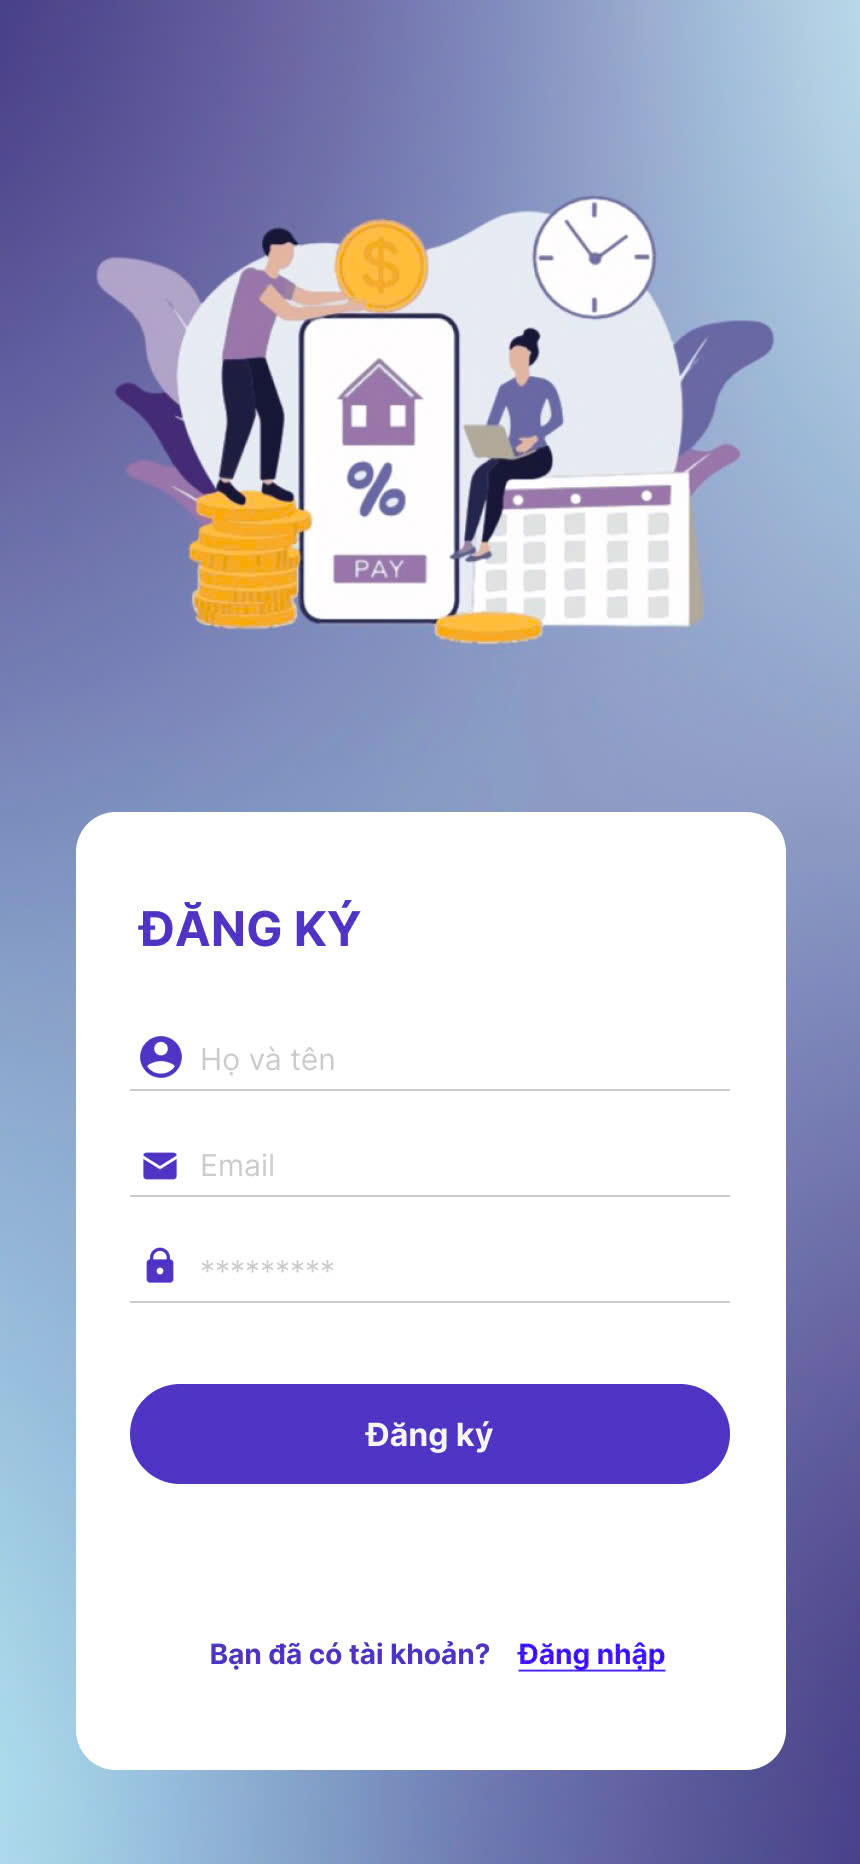 $
%
PAY
ĐĂNG KÝ
Họ và tên
Email
*********
Đăng ký
Bạn đã có tài khoản? Đăng nhập